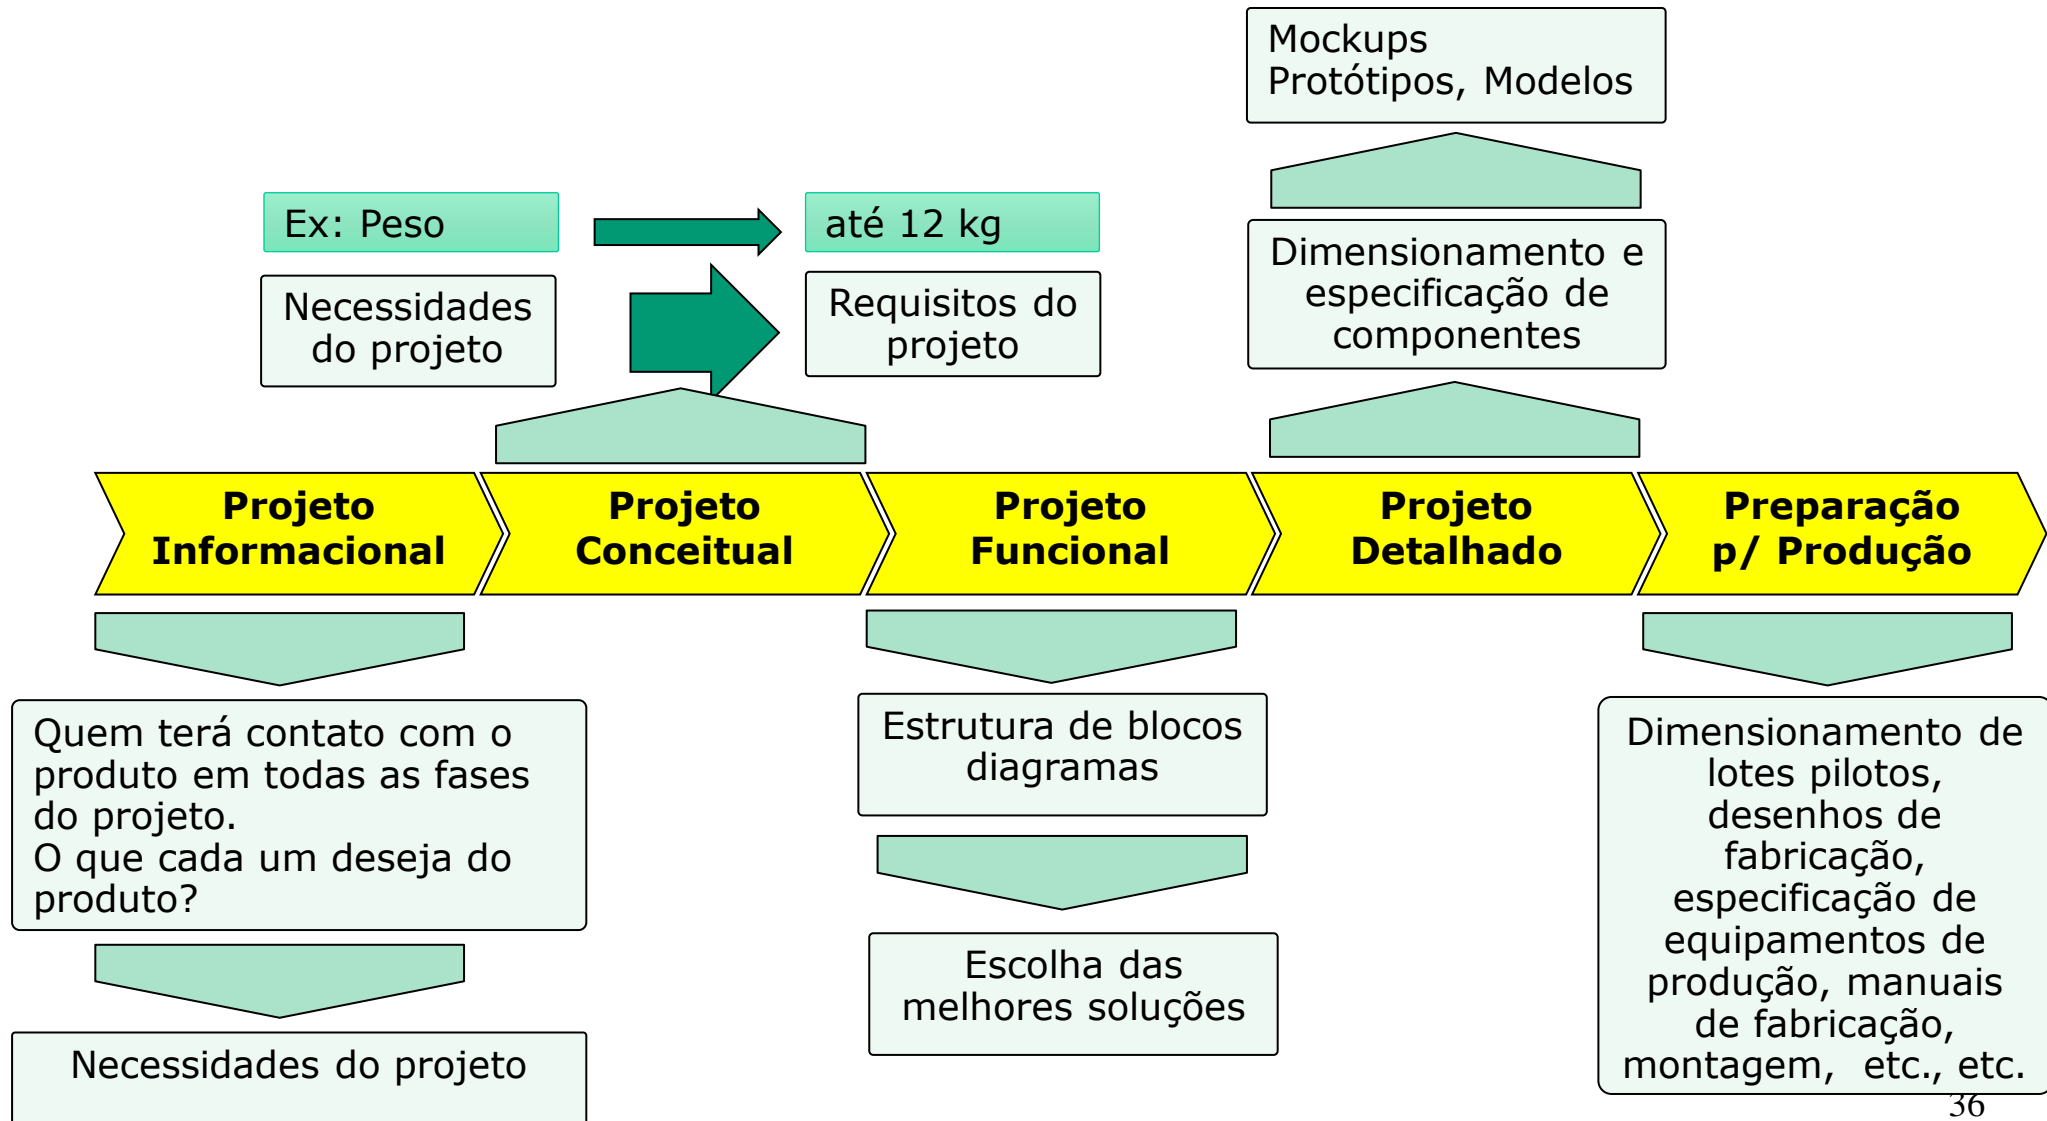 Mockups
Protótipos, Modelos
Ex: Peso
até 12 kg
Necessidades
do projeto
Requisitos do
projeto
Dimensionamento e
especificação de
componentes
Projeto
Informacional
Projeto
Conceitual
Projeto
Funcional
Projeto
Detalhado
Preparação
p/ Produção
Quem terá contato com o
produto em todas as fases
do projeto.
O que cada um deseja do
produto?
Necessidades do projeto
Estrutura de blocos
diagramas
Escolha das
melhores soluções
Dimensionamento de
lotes pilotos,
desenhos de
fabricação,
especificação de
equipamentos de
produção, manuais
de fabricação,
montagem,  etc., etc.
36